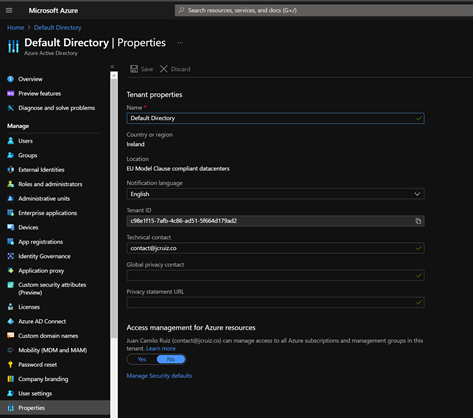 Microsoft Azure
Search resources, services, and docs (G+/)
Home > Default Directory
Default Directory | Properties ...
Azure Active Directory
«
Save
Discard
Overview
Preview features
Diagnose and solve problems
Manage
Users
Groups
External Identities
Roles and administrators
Administrative units
Enterprise applications
Devices
App registrations
Identity Governance
Application proxy
Custom security attributes
(Preview)
Licenses
Azure AD Connect
Custom domain names
Mobility (MDM and MAM)
Password reset
Company branding
User settings
Properties
Tenant properties
Name *
Default Directory
Country or region
Ireland
Location
EU Model Clause compliant datacenters
Notification language
English
Tenant ID
c98e1f15-7afb-4c86-ad51-5f664d179ad2
Technical contact
contact@jcruiz.co
Global privacy contact
Privacy statement URL
Access management for Azure resources
Juan Camilo Ruiz (contact@jcruiz.co) can manage access to all Azure subscriptions and management groups in this
tenant. Learn more
Yes
No
Manage Security defaults